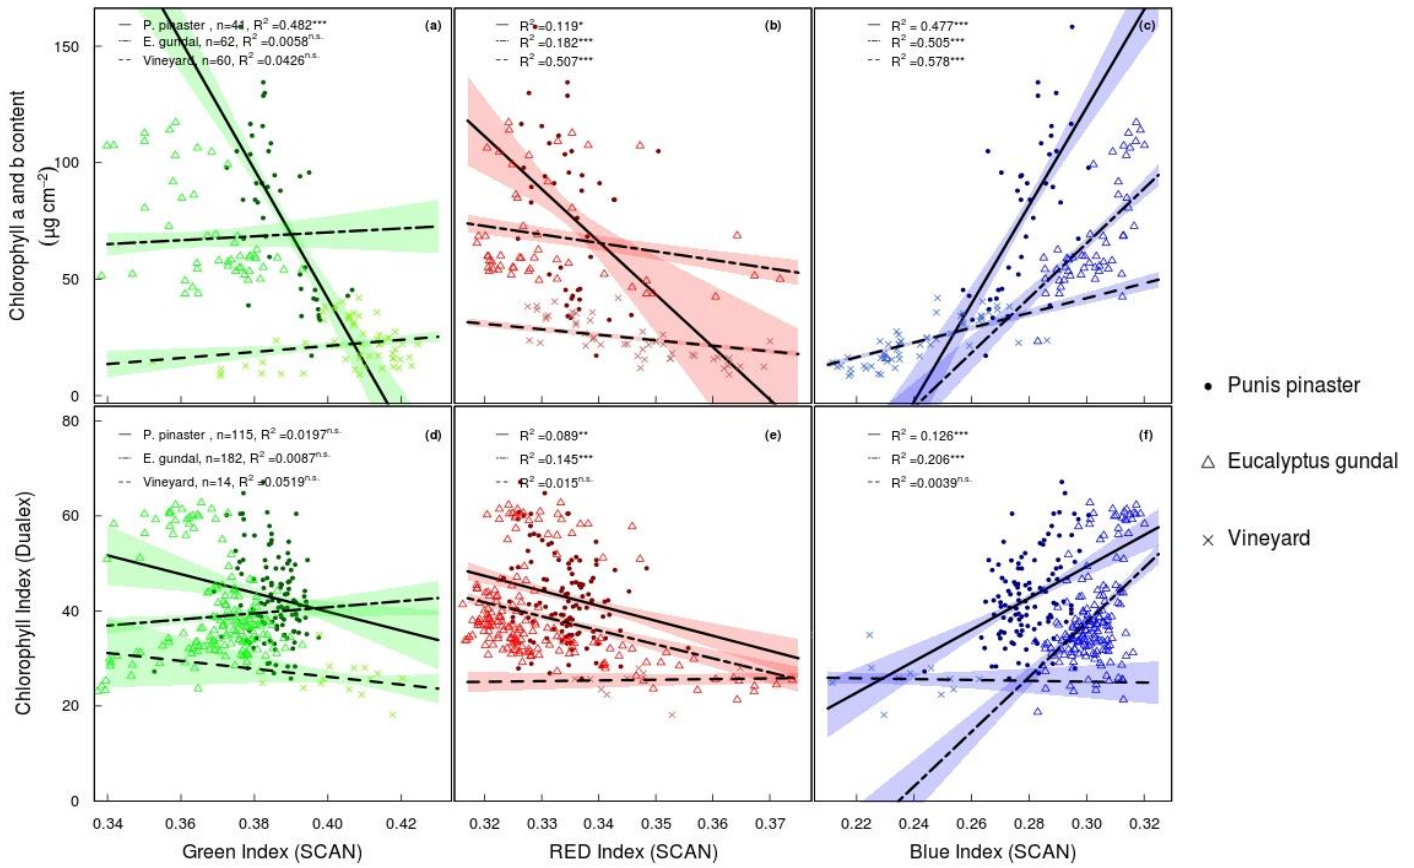 P. pinaster , n=41, R2 =0.482***
E. gundal, n=62, R2 =0.0058n.s.
Vineyard, n=60, R2 =0.0426n.s.
(a)
R2 =0.119*
R2 =0.182***
R2 =0.507***
(b)
R2 = 0.477***
R2 =0.505***
R2 =0.578***
(c)
150
100
50
0
Chlorophyll a and b content
(µg cm−2)
P. pinaster , n=115, R2 =0.0197n.s.
E. gundal, n=182, R2 =0.0087n.s.
Vineyard, n=14, R2 =0.0519n.s.
(d)
R2 =0.089**
R2 =0.145***
R2 =0.015n.s.
(e)
R2 = 0.126***
R2 =0.206***
R2 =0.0039n.s.
(f)
80
60
40
20
0
Chlorophyll Index (Dualex)
0.34 0.36 0.38 0.40 0.42
0.32 0.33 0.34 0.35 0.36 0.37
0.22 0.24 0.26 0.28 0.30 0.32
Green Index (SCAN)
RED Index (SCAN)
Blue Index (SCAN)
Punis pinaster
Eucalyptus gundal
Vineyard